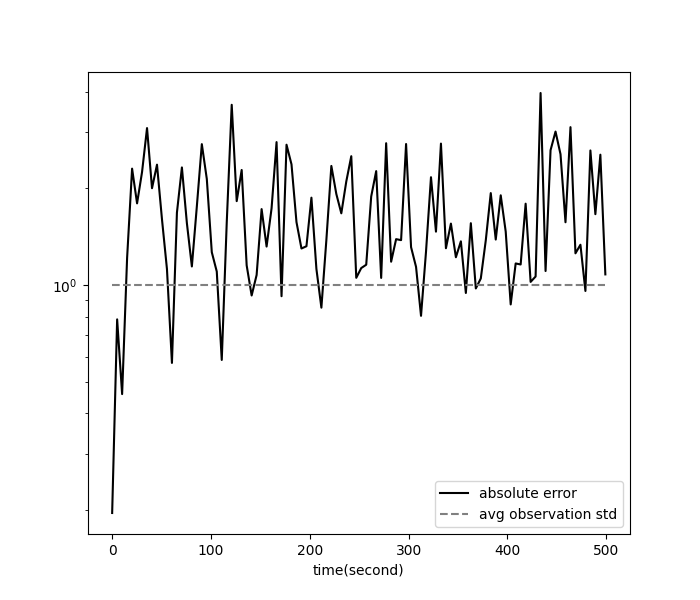 10⁰
0 100 200 300 400 500
time(second)
absolute error
avg observation std